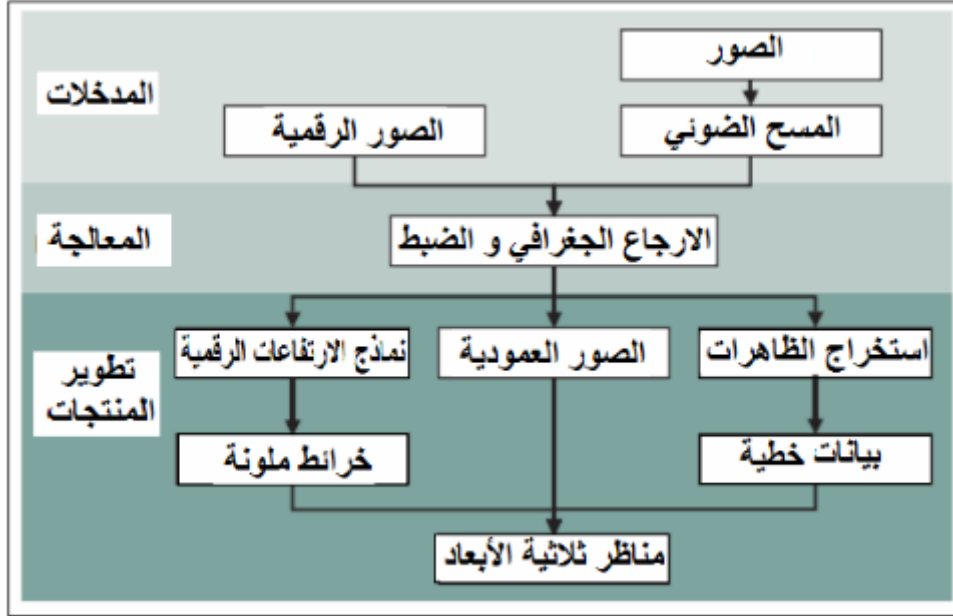 الصور
المدخلات
المسح الضوئي
الصور الرقمية
المعالجة
الارجاع الجغرافي و الضبط
تطوير
المنتجات
استخراج الظاهرات
الصور العمودية
نماذج الارتفاعات الرقمية
بيانات خطية
خرائط ملونة
مناظر ثلاثية الأبعاد